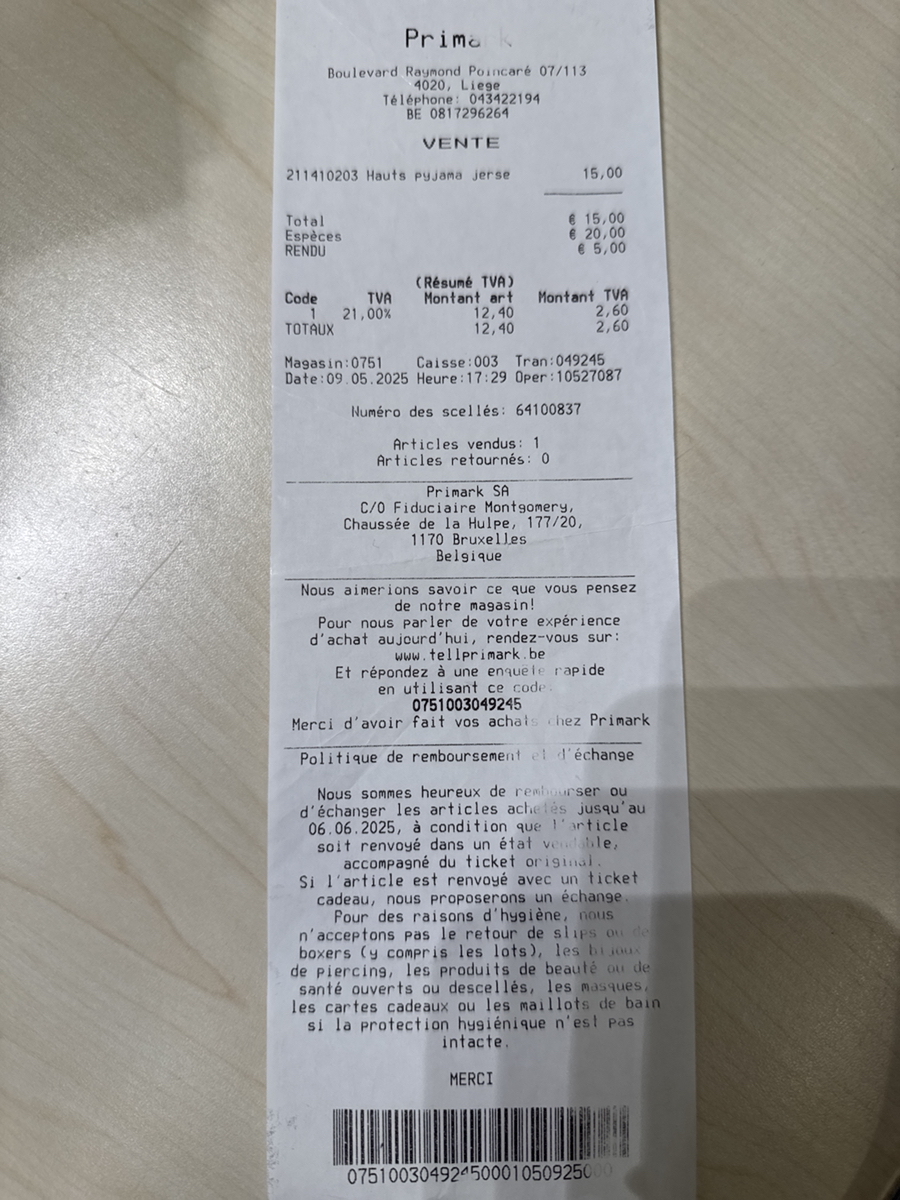 Primark
Boulevard Raymond Poincaré 07/113
4020, Liege
Téléphone: 043422194
BE 0817296264
VENTE
211410203 Hauts pyjama jerse 15,00
Total € 15,00
Espèces € 20,00
RENDU € 5,00
(Résumé TVA)
Code TVA Montant art Montant TVA
1 21,00% 12,40 2,60
TOTAUX 12,40 2,60
Magasin:0751 Caisse:003 Tran:049245
Date:09.05.2025 Heure:17:29 Oper:10527087
Numéro des scellés: 64100837
Articles vendus: 1
Articles retournés: 0
Primark SA
C/O Fiduciaire Montgomery,
Chaussée de la Hulpe, 177/20,
1170 Bruxelles
Belgique
Nous aimerions savoir ce que vous pensez
de notre magasin!
Pour nous parler de votre expérience
d'achat aujourd'hui, rendez-vous sur:
www.tellprimark.be
Et répondez à une enquête rapide
en utilisant ce code.
0751003049245
Merci d'avoir fait vos achats chez Primark
Politique de remboursement et d'échange
Nous sommes heureux de rembourser ou
d'échanger les articles achetés jusqu'au
06.06.2025, à condition que l'article
soit renvoyé dans un état vendable,
accompagné du ticket original.
Si l'article est renvoyé avec un ticket
cadeau, nous proposerons un échange.
Pour des raisons d'hygiène, nous
n'acceptons pas le retour de slips ou de
boxers (y compris les lots), les bijoux
de piercing, les produits de beauté ou de
santé ouverts ou descellés, les masques,
les cartes cadeaux ou les maillots de bain
si la protection hygiénique n'est pas
intacte.
MERCI